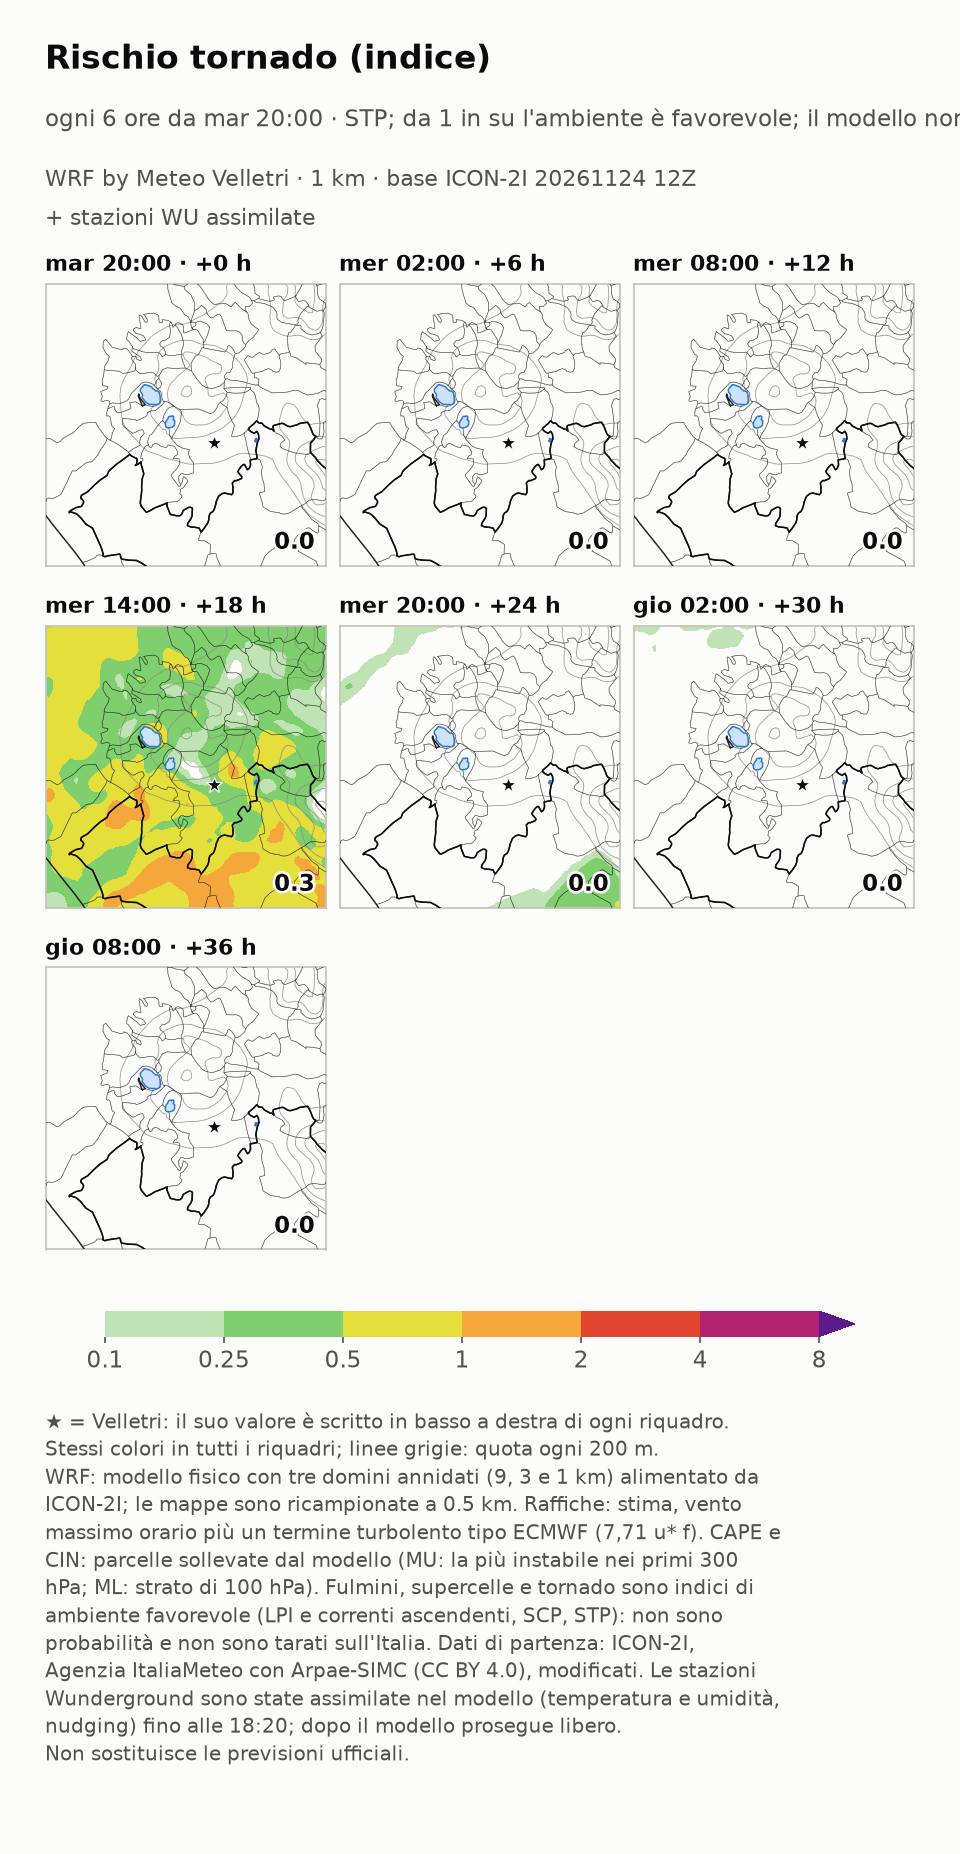 Rischio tornado (indice)
ogni 6 ore da mar 20:00 · STP; da 1 in su l'ambiente è favorevole; il modello non
WRF by Meteo Velletri · 1 km · base ICON-2I 20261124 12Z
+ stazioni WU assimilate
mar 20:00 · +0 h
mer 02:00 · +6 h
mer 08:00 · +12 h
0.0
0.0
0.0
mer 14:00 · +18 h
mer 20:00 · +24 h
gio 02:00 · +30 h
0.3
0.0
0.0
gio 08:00 · +36 h
0.0
0.1 0.25 0.5 1 2 4 8
★ = Velletri: il suo valore è scritto in basso a destra di ogni riquadro.
Stessi colori in tutti i riquadri; linee grigie: quota ogni 200 m.
WRF: modello fisico con tre domini annidati (9, 3 e 1 km) alimentato da
ICON-2I; le mappe sono ricampionate a 0.5 km. Raffiche: stima, vento
massimo orario più un termine turbolento tipo ECMWF (7,71 u* f). CAPE e
CIN: parcelle sollevate dal modello (MU: la più instabile nei primi 300
hPa; ML: strato di 100 hPa). Fulmini, supercelle e tornado sono indici di
ambiente favorevole (LPI e correnti ascendenti, SCP, STP): non sono
probabilità e non sono tarati sull'Italia. Dati di partenza: ICON-2I,
Agenzia ItaliaMeteo con Arpae-SIMC (CC BY 4.0), modificati. Le stazioni
Wunderground sono state assimilate nel modello (temperatura e umidità,
nudging) fino alle 18:20; dopo il modello prosegue libero.
Non sostituisce le previsioni ufficiali.